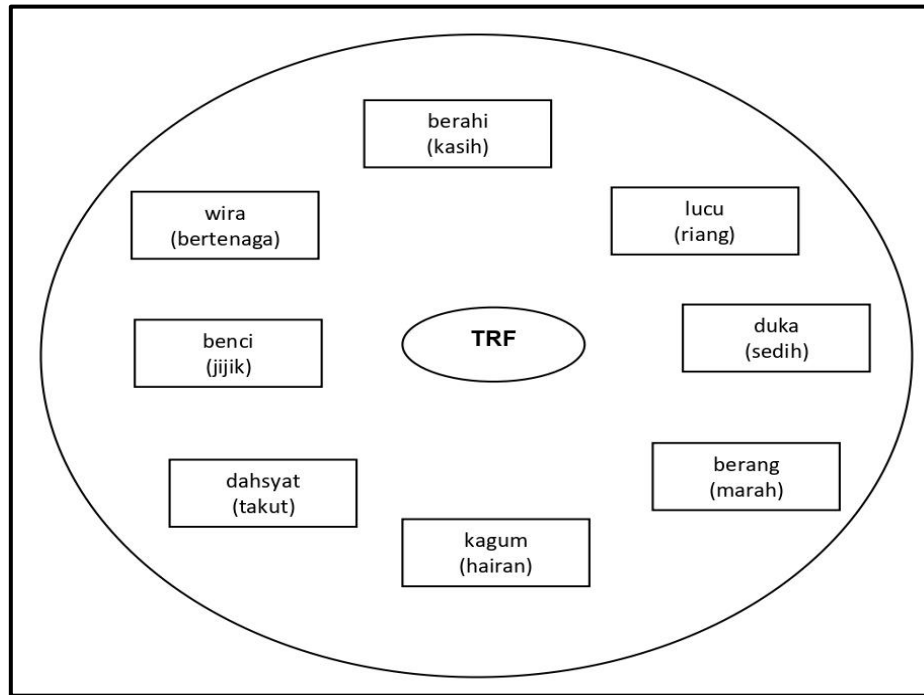 berahi
(kasih)
wira
(bertenaga)
lucu
(riang)
benci
(jijik)
TRF
duka
(sedih)
dahsyat
(takut)
berang
(marah)
kagum
(hairan)